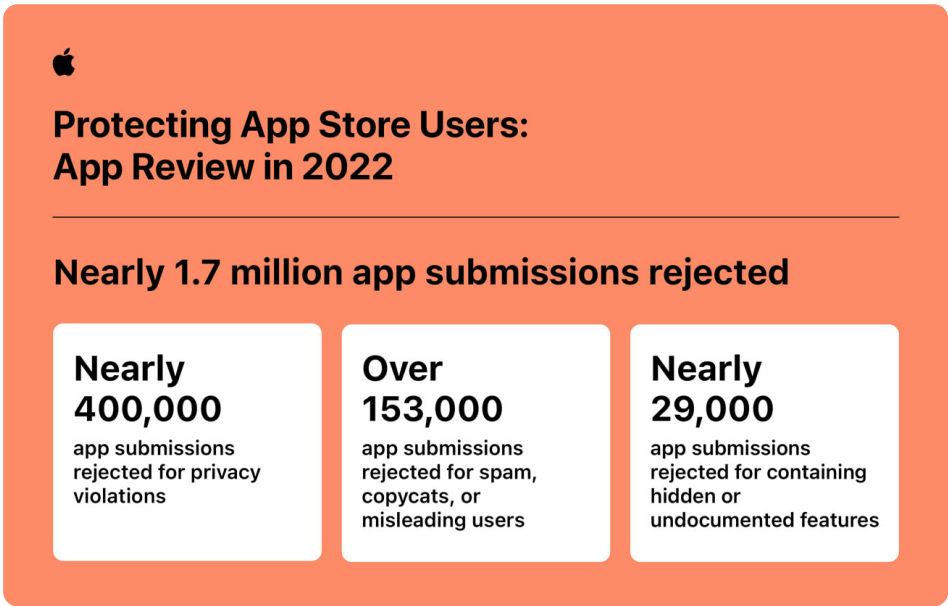 Protecting App Store Users:
App Review in 2022
Nearly 1.7 million app submissions rejected
Nearly
400,000
app submissions
rejected for privacy
violations
Over
153,000
app submissions
rejected for spam,
copycats, or
misleading users
Nearly
29,000
app submissions
rejected for containing
hidden or
undocumented features